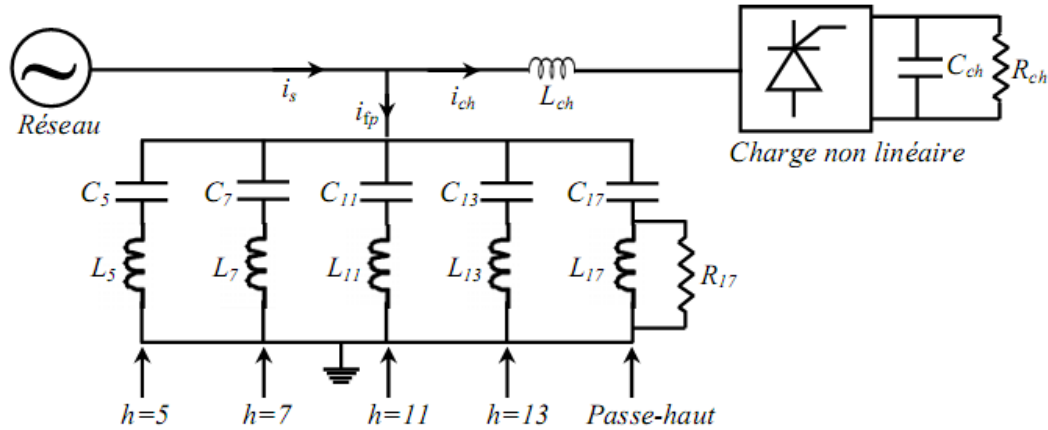 Réseau
i_s
i_fp
i_ch
L_ch
C_ch
R_ch
Charge non linéaire
C_5
C_7
C_11
C_13
C_17
L_5
L_7
L_11
L_13
L_17
R_17
h=5
h=7
h=11
h=13
Passe-haut